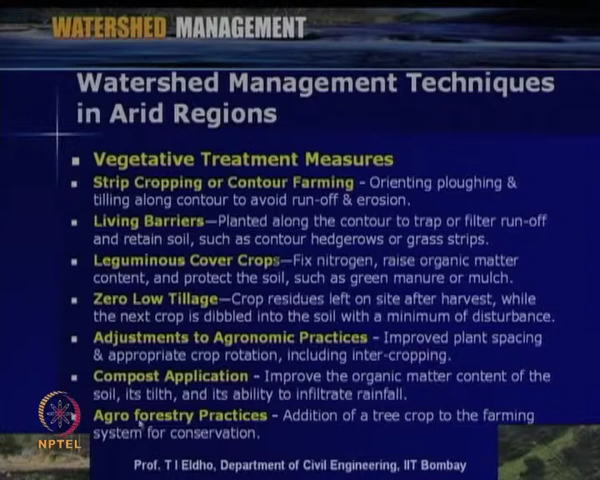 WATERSHED MANAGEMENT
Watershed Management Techniques
in Arid Regions
Vegetative Treatment Measures
Strip Cropping or Contour Farming – Orienting ploughing &
tilling along contour to avoid run-off & erosion.
Living Barriers—Planted along the contour to trap or filter run-off
and retain soil, such as contour hedgerows or grass strips.
Leguminous Cover Crops—Fix nitrogen, raise organic matter
content, and protect the soil, such as green manure or mulch.
Zero Low Tillage—Crop residues left on site after harvest, while
the next crop is dibbled into the soil with a minimum of disturbance.
Adjustments to Agronomic Practices – Improved plant spacing
& appropriate crop rotation, including inter-cropping.
Compost Application – Improve the organic matter content of the
soil, its tilth, and its ability to infiltrate rainfall.
Agro forestry Practices – Addition of a tree crop to the farming
system for conservation.
NPTEL
Prof. T I Eldho, Department of Civil Engineering, IIT Bombay